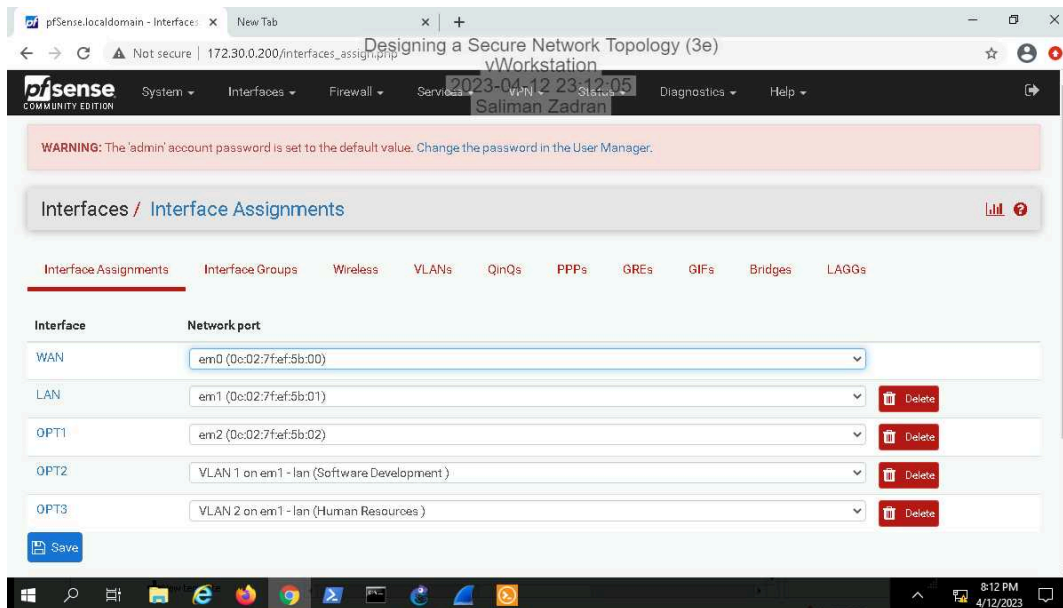 pfSense.localdomain - Interfaces
New Tab
Not secure | 172.30.0.200/interfaces_assign.php
Designing a Secure Network Topology (3e)
vWorkstation
2023-04-12 23:12:05
Saliman Zadran
pfsense
COMMUNITY EDITION
System
Interfaces
Firewall
Services
VPN
Status
Diagnostics
Help
WARNING: The 'admin' account password is set to the default value. Change the password in the User Manager.
Interfaces / Interface Assignments
Interface Assignments
Interface Groups
Wireless
VLANs
QinQs
PPPs
GREs
GIFs
Bridges
LAGGs
Interface
Network port
WAN
em0 (0c:02:7f:ef:5b:00)
LAN
em1 (0c:02:7f:ef:5b:01)
Delete
OPT1
em2 (0c:02:7f:ef:5b:02)
Delete
OPT2
VLAN 1 on em1 - lan (Software Development )
Delete
OPT3
VLAN 2 on em1 - lan (Human Resources )
Delete
Save
8:12 PM
4/12/2023